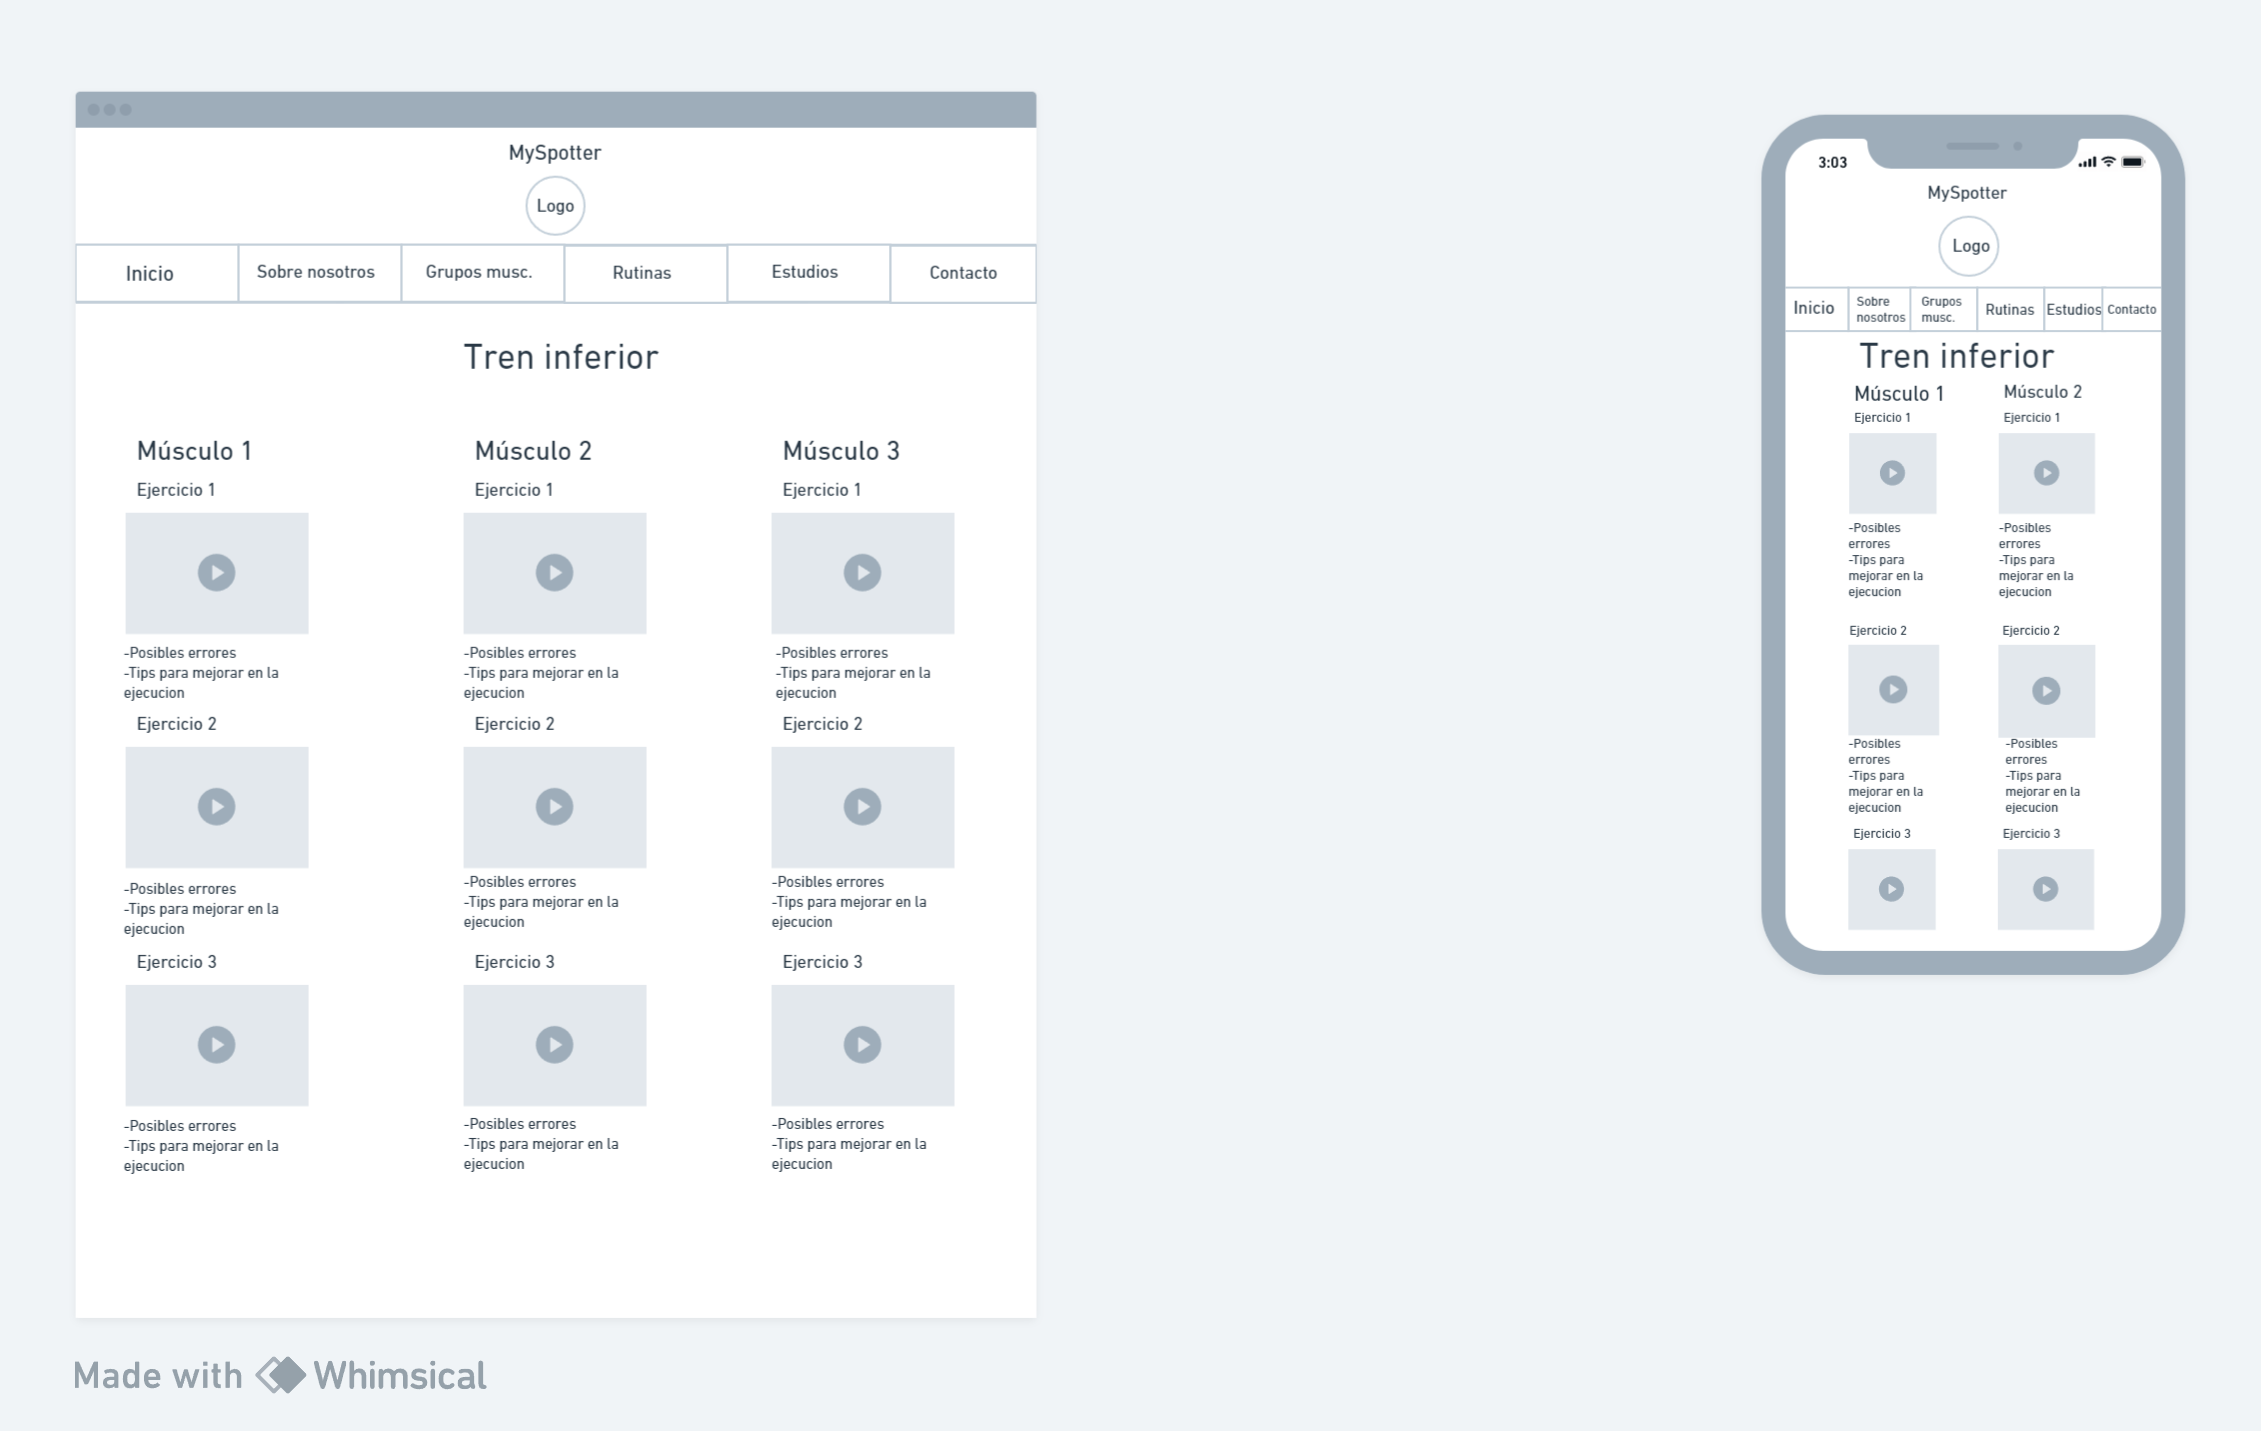 MySpotter
Logo
Inicio Sobre nosotros Grupos musc. Rutinas Estudios Contacto
Tren inferior
Músculo 1 Músculo 2 Músculo 3
Ejercicio 1 Ejercicio 1 Ejercicio 1
-Posibles errores -Posibles errores -Posibles errores
-Tips para mejorar en la -Tips para mejorar en la -Tips para mejorar en la
ejecucion ejecucion ejecucion
Ejercicio 2 Ejercicio 2 Ejercicio 2
-Posibles errores -Posibles errores -Posibles errores
-Tips para mejorar en la -Tips para mejorar en la -Tips para mejorar en la
ejecucion ejecucion ejecucion
Ejercicio 3 Ejercicio 3 Ejercicio 3
-Posibles errores -Posibles errores -Posibles errores
-Tips para mejorar en la -Tips para mejorar en la -Tips para mejorar en la
ejecucion ejecucion ejecucion
3:03
MySpotter
Logo
Inicio Sobre nosotros Grupos musc. Rutinas Estudios Contacto
Tren inferior
Músculo 1 Músculo 2
Ejercicio 1 Ejercicio 1
-Posibles -Posibles
errores errores
-Tips para -Tips para
mejorar en la mejorar en la
ejecucion ejecucion
Ejercicio 2 Ejercicio 2
-Posibles -Posibles
errores errores
-Tips para -Tips para
mejorar en la mejorar en la
ejecucion ejecucion
Ejercicio 3 Ejercicio 3
Made with Whimsical